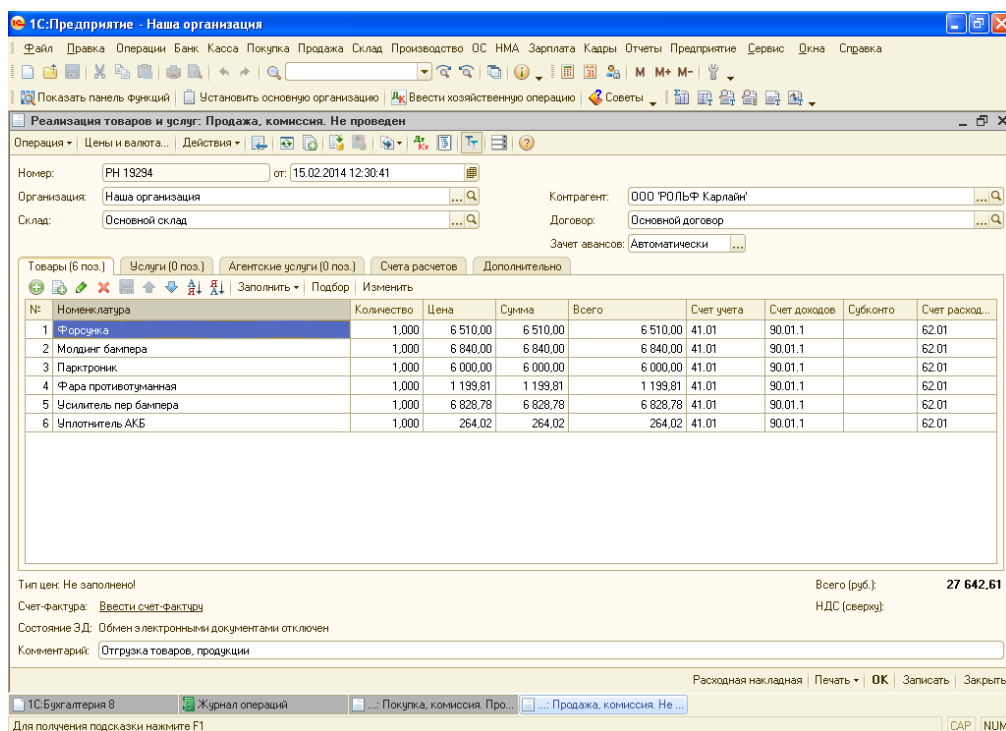 1С:Предприятие - Наша организация
Файл Правка Операции Банк Касса Покупка Продажа Склад Производство ОС НМА Зарплата Кадры Отчеты Предприятие Сервис Окна Справка
M M+ M-
Показать панель функций Установить основную организацию Ввести хозяйственную операцию Советы
Реализация товаров и услуг: Продажа, комиссия. Не проведен
Операция Цены и валюта... Действия
Номер: РН 19294 от: 15.02.2014 12:30:41
Организация: Наша организация ... Контрагент: ООО 'РОЛЬФ Карлайн' ...
Склад: Основной склад ... Договор: Основной договор ...
Зачет авансов: Автоматически ...
Товары (6 поз.) Услуги (0 поз.) Агентские услуги (0 поз.) Счета расчетов Дополнительно
Заполнить Подбор Изменить
№ Номенклатура Количество Цена Сумма Всего Счет учета Счет доходов Субконто Счет расход...
1 Форсунка 1,000 6 510,00 6 510,00 6 510,00 41.01 90.01.1 62.01
2 Молдинг бампера 1,000 6 840,00 6 840,00 6 840,00 41.01 90.01.1 62.01
3 Парктроник 1,000 6 000,00 6 000,00 6 000,00 41.01 90.01.1 62.01
4 Фара противотуманная 1,000 1 199,81 1 199,81 1 199,81 41.01 90.01.1 62.01
5 Усилитель пер бампера 1,000 6 828,78 6 828,78 6 828,78 41.01 90.01.1 62.01
6 Уплотнитель АКБ 1,000 264,02 264,02 264,02 41.01 90.01.1 62.01
Тип цен: Не заполнено! Всего (руб.): 27 642,61
Счет-фактура: Ввести счет-фактуру НДС (сверху):
Состояние ЭД: Обмен электронными документами отключен
Комментарий: Отгрузка товаров, продукции
Расходная накладная Печать OK Записать Закрыть
1С:Бухгалтерия 8 Журнал операций ...: Покупка, комиссия. Про... ...: Продажа, комиссия. Не ...
Для получения подсказки нажмите F1 CAP NUM